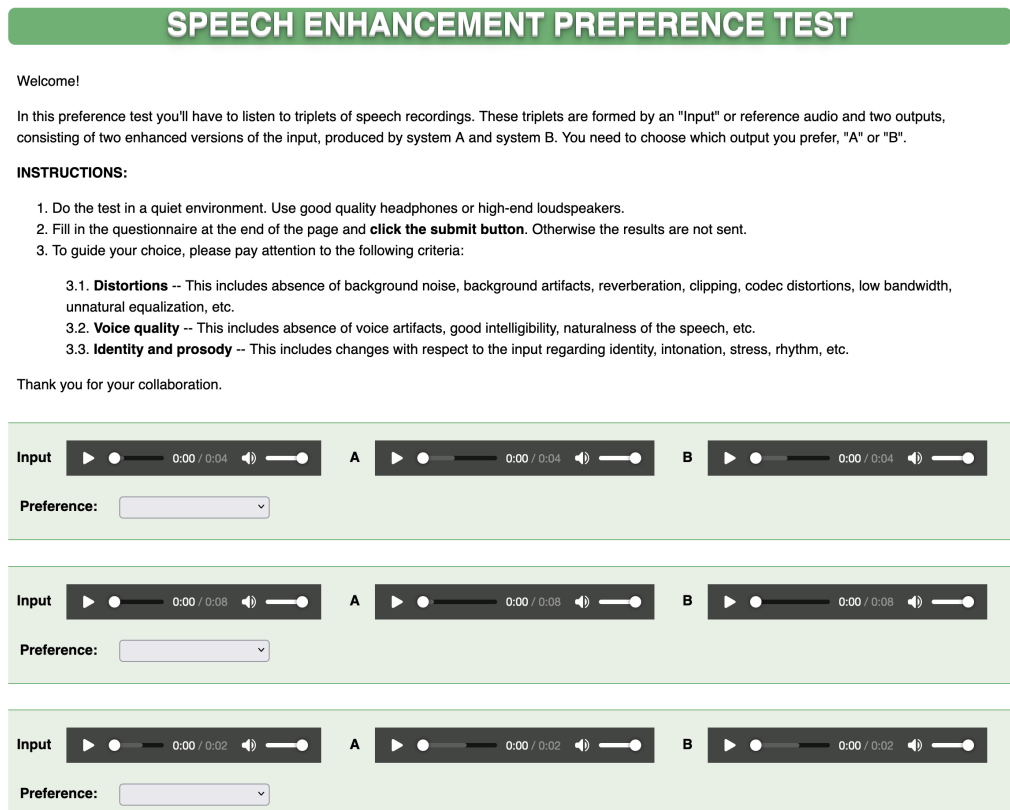 SPEECH ENHANCEMENT PREFERENCE TEST
Welcome!
In this preference test you'll have to listen to triplets of speech recordings. These triplets are formed by an "Input" or reference audio and two outputs,
consisting of two enhanced versions of the input, produced by system A and system B. You need to choose which output you prefer, "A" or "B".
INSTRUCTIONS:
1. Do the test in a quiet environment. Use good quality headphones or high-end loudspeakers.
2. Fill in the questionnaire at the end of the page and click the submit button. Otherwise the results are not sent.
3. To guide your choice, please pay attention to the following criteria:
3.1. Distortions -- This includes absence of background noise, background artifacts, reverberation, clipping, codec distortions, low bandwidth,
unnatural equalization, etc.
3.2. Voice quality -- This includes absence of voice artifacts, good intelligibility, naturalness of the speech, etc.
3.3. Identity and prosody -- This includes changes with respect to the input regarding identity, intonation, stress, rhythm, etc.
Thank you for your collaboration.
Input 0:00 / 0:04 A 0:00 / 0:04 B 0:00 / 0:04
Preference:
Input 0:00 / 0:08 A 0:00 / 0:08 B 0:00 / 0:08
Preference:
Input 0:00 / 0:02 A 0:00 / 0:02 B 0:00 / 0:02
Preference: